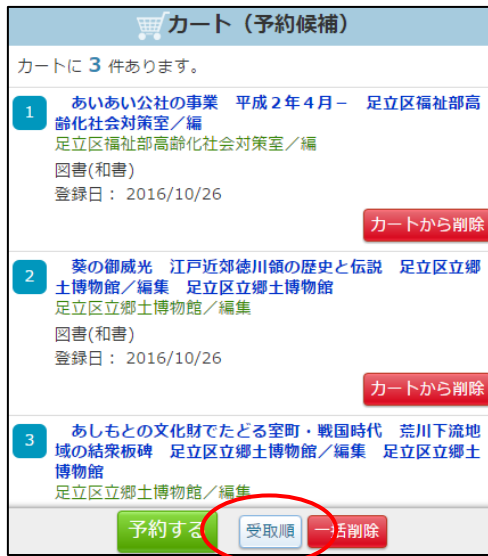 カート（予約候補）
カートに 3 件あります。
1
あいあい公社の事業　平成２年４月－　足立区福祉部高
齢化社会対策室／編
足立区福祉部高齢化社会対策室／編
図書(和書)
登録日： 2016/10/26
カートから削除
2
葵の御威光　江戸近郊徳川領の歴史と伝説　足立区立郷
土博物館／編集　足立区立郷土博物館
足立区立郷土博物館／編集
図書(和書)
登録日： 2016/10/26
カートから削除
3
あしもとの文化財でたどる室町・戦国時代　荒川下流地
域の結衆板碑　足立区立郷土博物館／編集　足立区立郷土
博物館
足立区立郷土博物館／編集
予約する
受取順
一括削除